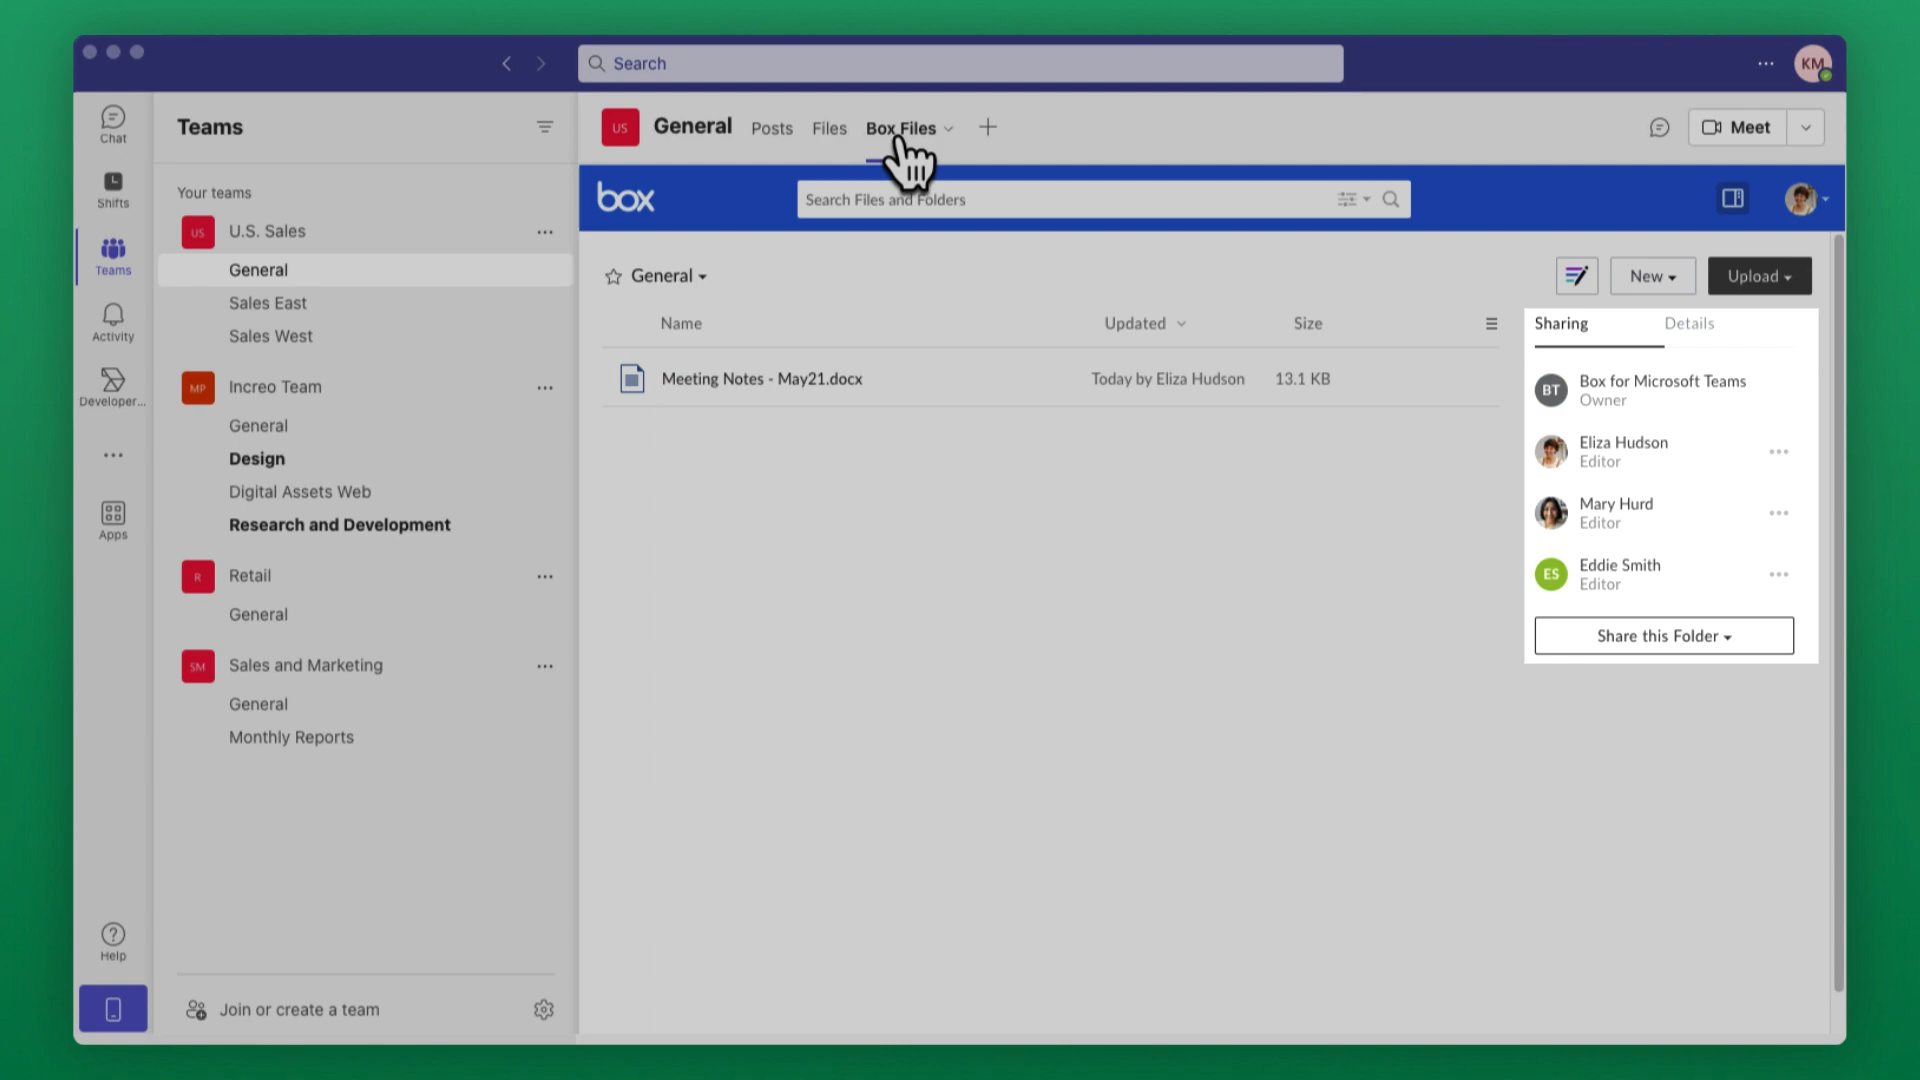 Search
KM
Chat
Shifts
Teams
Activity
Developer...
Apps
Help
Teams
Your teams
US
U.S. Sales
General
Sales East
Sales West
MP
Increo Team
General
Design
Digital Assets Web
Research and Development
R
Retail
General
SM
Sales and Marketing
General
Monthly Reports
Join or create a team
US
General
Posts
Files
Box Files
Meet
box
Search Files and Folders
General
New
Upload
Name
Updated
Size
Meeting Notes - May21.docx
Today by Eliza Hudson
13.1 KB
Sharing
Details
BT
Box for Microsoft Teams
Owner
Eliza Hudson
Editor
Mary Hurd
Editor
ES
Eddie Smith
Editor
Share this Folder